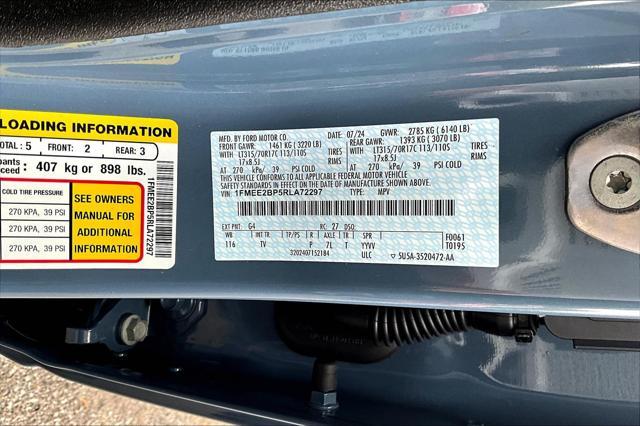 LOADING INFORMATION
TOTAL: 5 FRONT: 2 REAR: 3
407 kg or 898 lbs.
COLD TIRE PRESSURE
270 KPA, 39 PSI
270 KPA, 39 PSI
270 KPA, 39 PSI
SEE OWNERS
MANUAL FOR
ADDITIONAL
INFORMATION
1FMEE2BP5RLA72297
MFD. BY FORD MOTOR CO. DATE: 07/24 GVWR: 2785 KG ( 6140 LB)
FRONT GAWR: 1461 KG ( 3220 LB) REAR GAWR: 1393 KG ( 3070 LB)
WITH LT315/70R17C 113/110S TIRES WITH LT315/70R17C 113/110S TIRES
17x8.5J RIMS 17x8.5J RIMS
AT 270 kPa/ 39 PSI COLD AT 270 kPa/ 39 PSI COLD
THIS VEHICLE CONFORMS TO ALL APPLICABLE FEDERAL MOTOR VEHICLE
SAFETY, BUMPER, AND THEFT PREVENTION STANDARDS IN EFFECT ON THE DATE OF
MANUFACTURE SHOWN ABOVE.
VIN: 1FMEE2BP5RLA72297 TYPE: MPV
EXT PNT: G4 RC: 27 DSO: F0061
WB INT TR TP/PS R AXLE TR SPR T0195
116 TV P 7L T YYVV
3202407152184 ULC 5U5A-3520472-AA